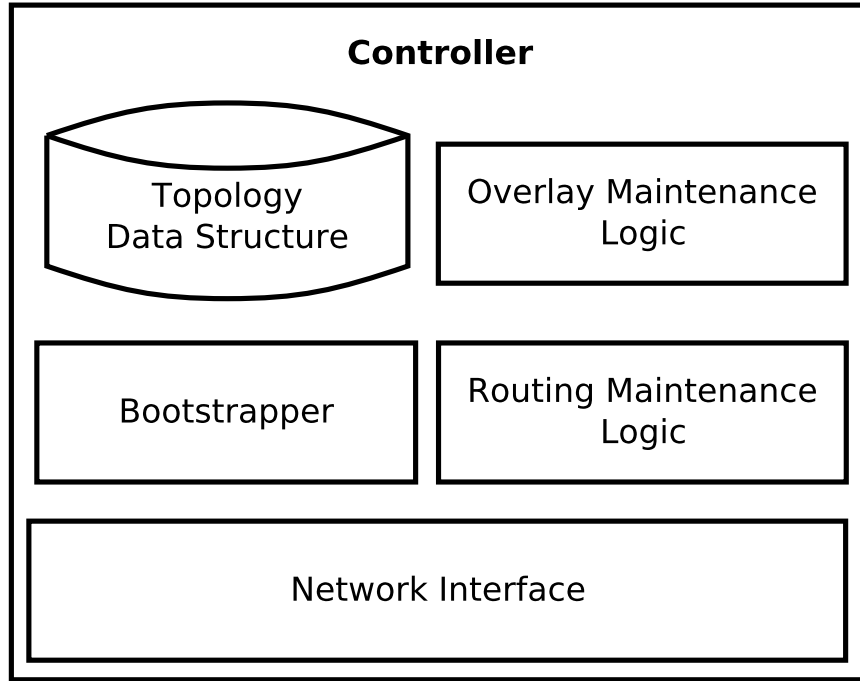 Controller
Topology
Data Structure
Overlay Maintenance
Logic
Bootstrapper
Routing Maintenance
Logic
Network Interface